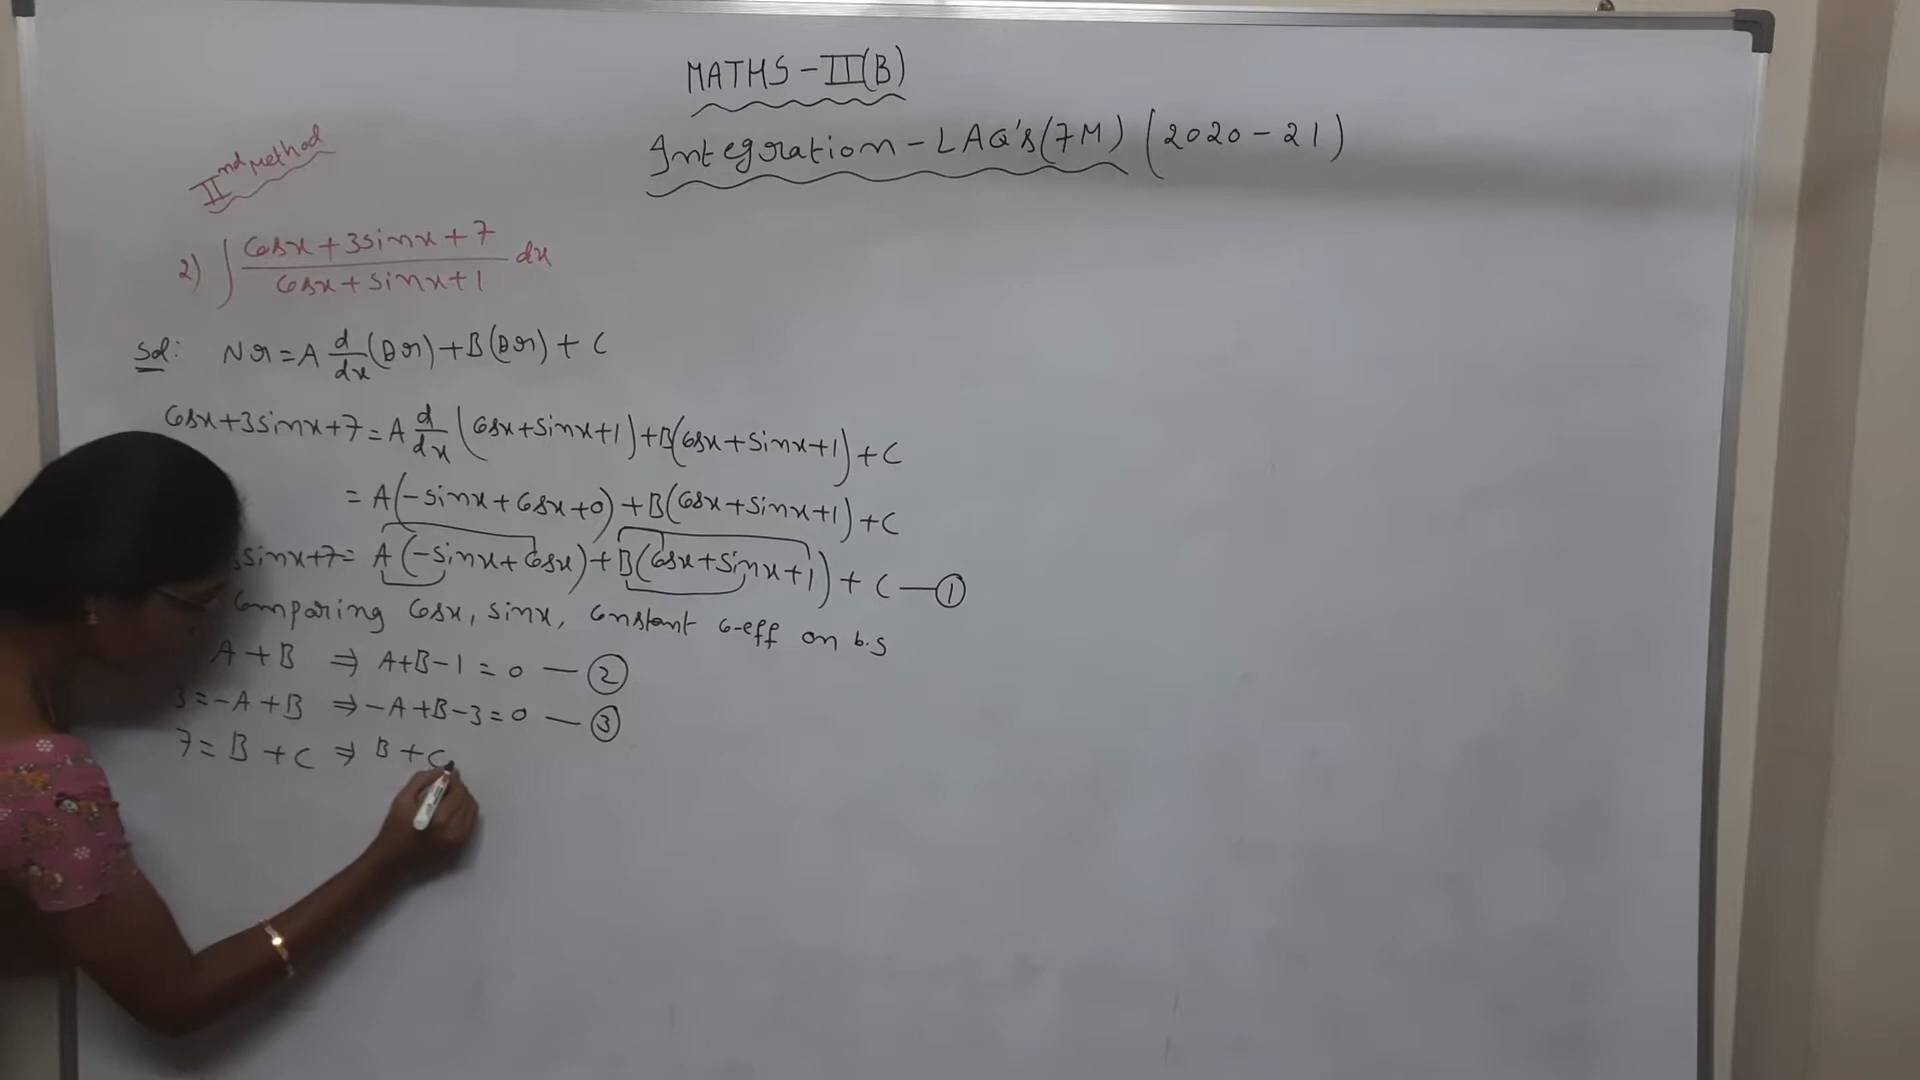 MATHS - II(B)
Integration - LAQ's (7M) (2020-21)
IInd Method
2) ∫ (cosx + 3sinx + 7)/(cosx + sinx + 1) dx
Sol: Nr = A d/dx (Dr) + B(Dr) + C
Cosx + 3sinx + 7 = A d/dx (cosx + sinx + 1) + B(cosx + sinx + 1) + C
= A(-sinx + cosx + 0) + B(cosx + sinx + 1) + C
sinx + 7 = A(-sinx + cosx) + B(cosx + sinx + 1) + C — ①
Comparing cosx, sinx, constant co-eff on b.s
A + B ⇒ A + B - 1 = 0 — ②
3 = -A + B ⇒ -A + B - 3 = 0 — ③
7 = B + C ⇒ B + C